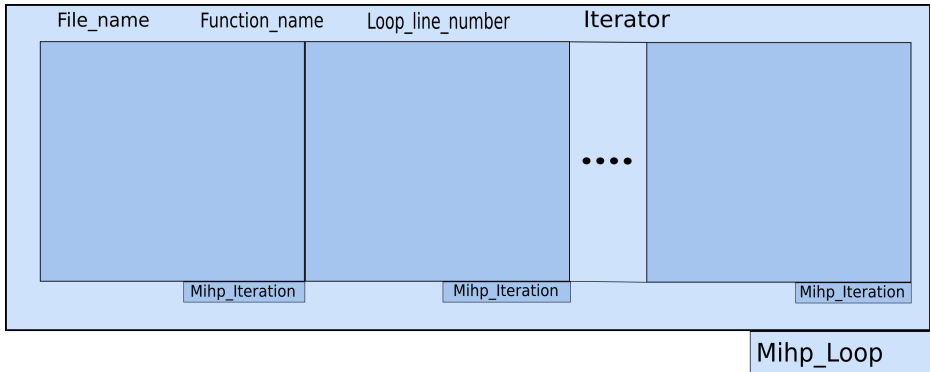 File_name Function_name Loop_line_number Iterator
Mihp_Iteration Mihp_Iteration Mihp_Iteration
Mihp_Loop